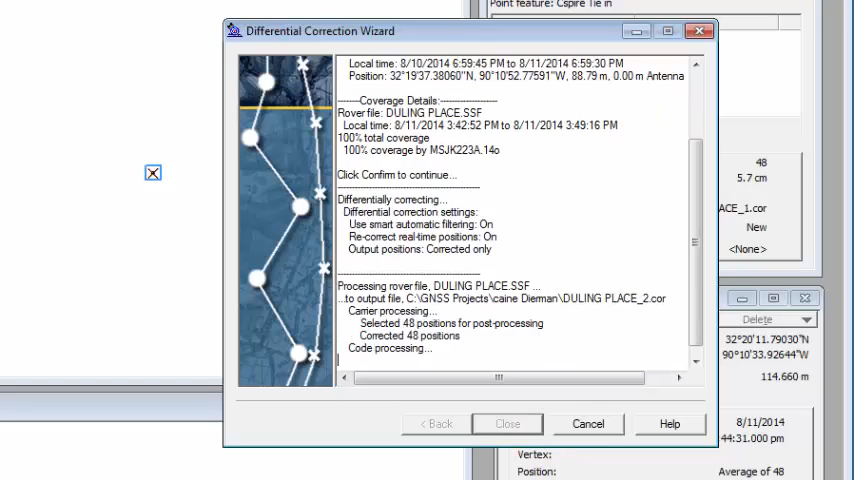 Point feature: Cspire Tie in
Differential Correction Wizard
Local time: 8/10/2014 6:59:45 PM to 8/11/2014 6:59:30 PM
Position: 32°19'37.38060"N, 90°10'52.77591"W, 88.79 m, 0.00 m Antenna
-------Coverage Details:-------------------
Rover file: DULING PLACE.SSF
Local time: 8/11/2014 3:42:52 PM to 8/11/2014 3:49:16 PM
100% total coverage
100% coverage by MSJK223A.14o
Click Confirm to continue...
-----------------------------------------------
Differentially correcting...
Differential correction settings:
Use smart automatic filtering: On
Re-correct real-time positions: On
Output positions: Corrected only
-----------------------------------------------
Processing rover file, DULING PLACE.SSF ...
...to output file, C:\GNSS Projects\caine Dierman\DULING PLACE_2.cor
Carrier processing...
Selected 48 positions for post-processing
Corrected 48 positions
Code processing...
< Back
Close
Cancel
Help
48
5.7 cm
ACE_1.cor
New
<None>
Delete
32°20'11.79030"N
90°10'33.92644"W
114.660 m
8/11/2014
44:31.000 pm
Vertex:
Position: Average of 48